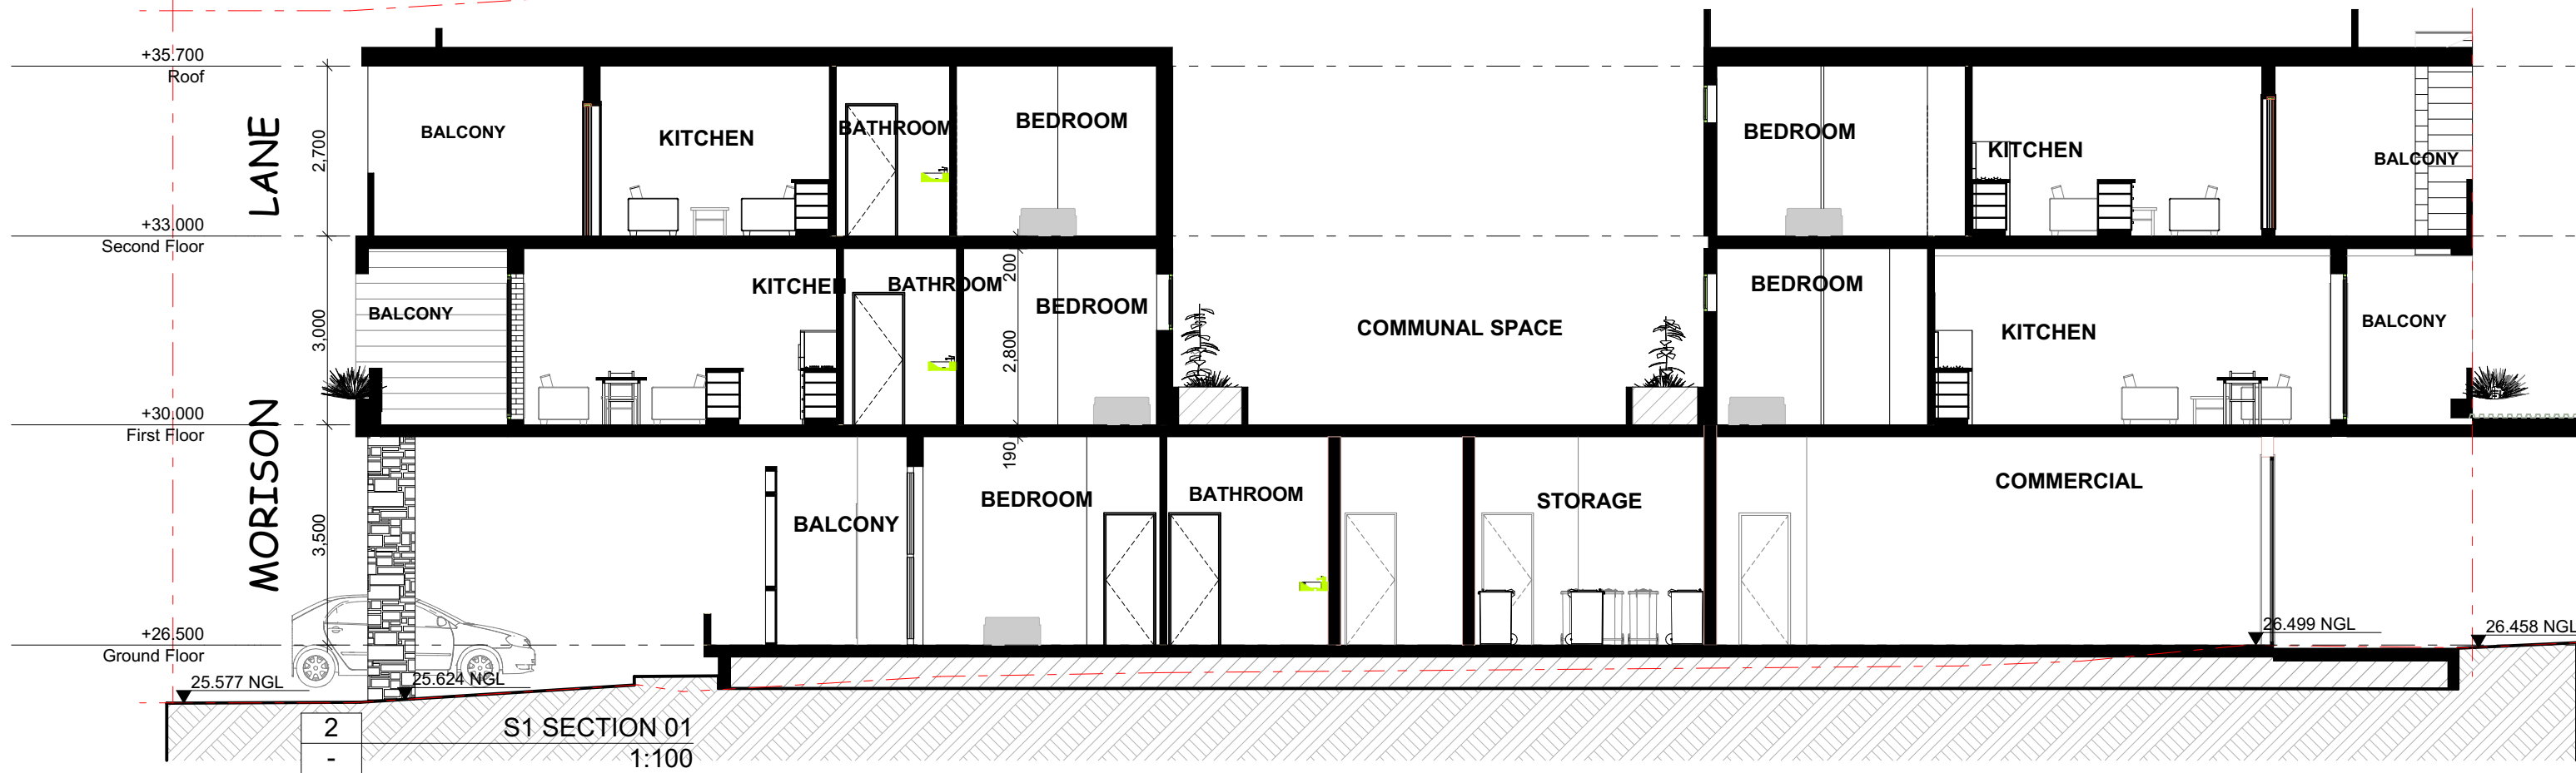 +35.700
Roof
2,700
LANE
BALCONY
KITCHEN
BATHROOM
BEDROOM
BEDROOM
KITCHEN
BALCONY
+33.000
Second Floor
3,000
BALCONY
KITCHEN
BATHROOM
200
BEDROOM
2,800
COMMUNAL SPACE
BEDROOM
KITCHEN
BALCONY
+30.000
First Floor
190
3,500
MORISON
BALCONY
BEDROOM
BATHROOM
STORAGE
COMMERCIAL
+26.500
Ground Floor
25.577 NGL
25.624 NGL
26.499 NGL
26.458 NGL
2
S1 SECTION 01
-
1:100